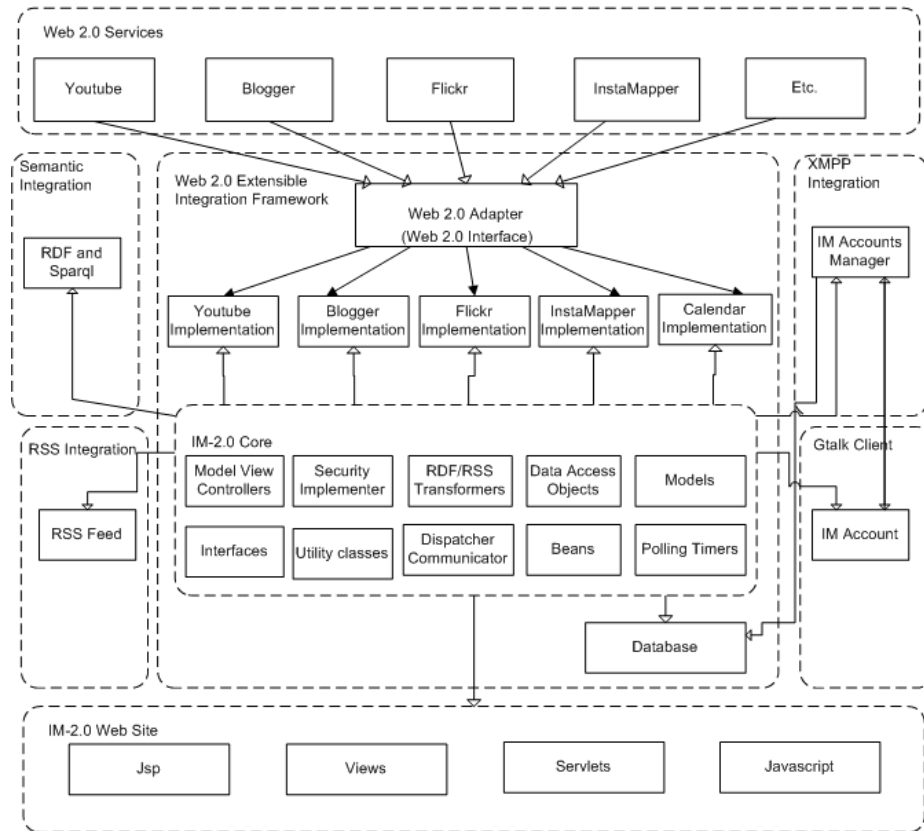 Web 2.0 Services
Youtube
Blogger
Flickr
InstaMapper
Etc.
Semantic
Integration
Web 2.0 Extensible
Integration Framework
XMPP
Integration
Web 2.0 Adapter
(Web 2.0 Interface)
RDF and
Sparql
IM Accounts
Manager
Youtube
Implementation
Blogger
Implementation
Flickr
Implementation
InstaMapper
Implementation
Calendar
Implementation
RSS Integration
IM-2.0 Core
Gtalk Client
Model View
Controllers
Security
Implementer
RDF/RSS
Transformers
Data Access
Objects
Models
RSS Feed
Interfaces
Utility classes
Dispatcher
Communicator
Beans
Polling Timers
IM Account
Database
IM-2.0 Web Site
Jsp
Views
Servlets
Javascript